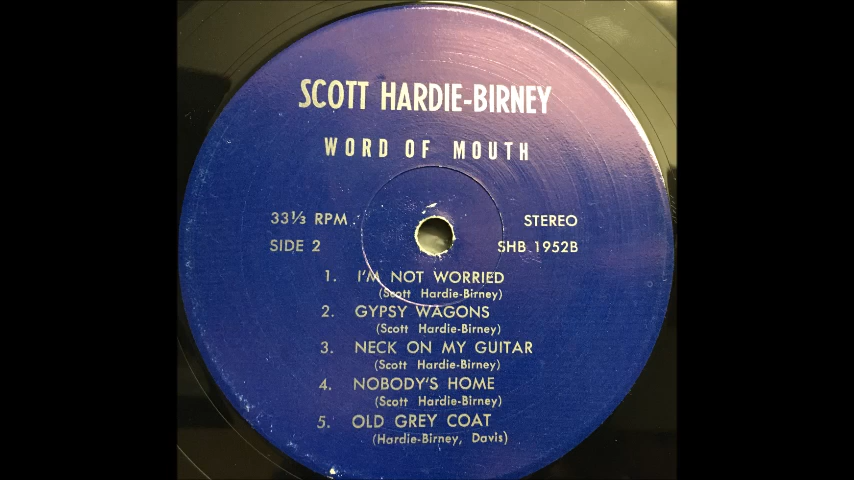 SCOTT HARDIE-BIRNEY
WORD OF MOUTH
33⅓ RPM STEREO
SIDE 2 SHB 1952B
1. I'M NOT WORRIED
(Scott Hardie-Birney)
2. GYPSY WAGONS
(Scott Hardie-Birney)
3. NECK ON MY GUITAR
(Scott Hardie-Birney)
4. NOBODY'S HOME
(Scott Hardie-Birney)
5. OLD GREY COAT
(Hardie-Birney, Davis)